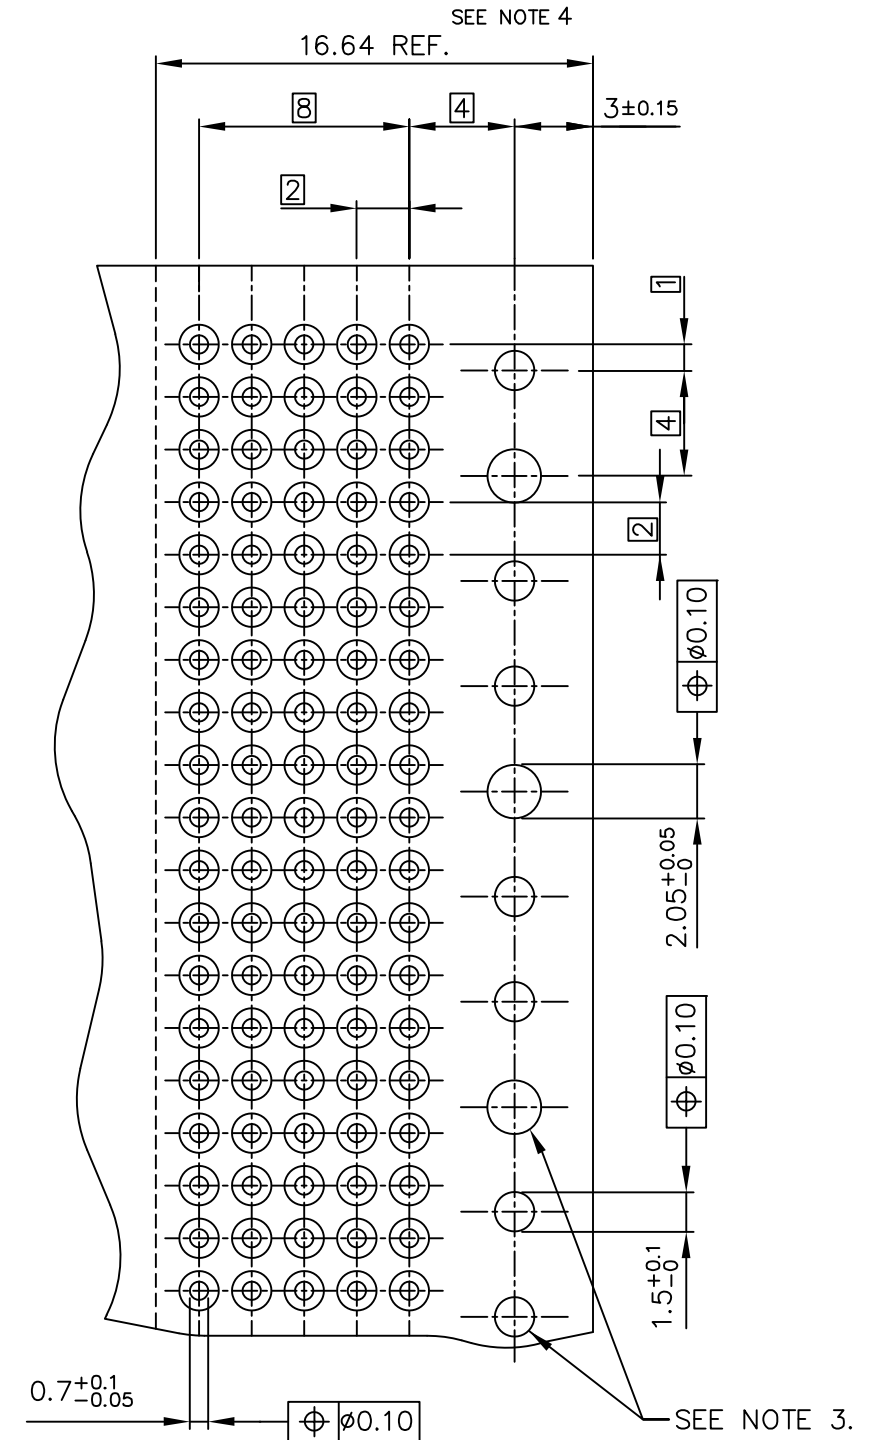 SEE NOTE 4
16.64 REF.
8
4
3±0.15
2
1
4
2
⌖ ⌀0.10
2.05 +0.05 -0
⌖ ⌀0.10
1.5 +0.1 -0
0.7 +0.1 -0.05
⌖ ⌀0.10
SEE NOTE 3.